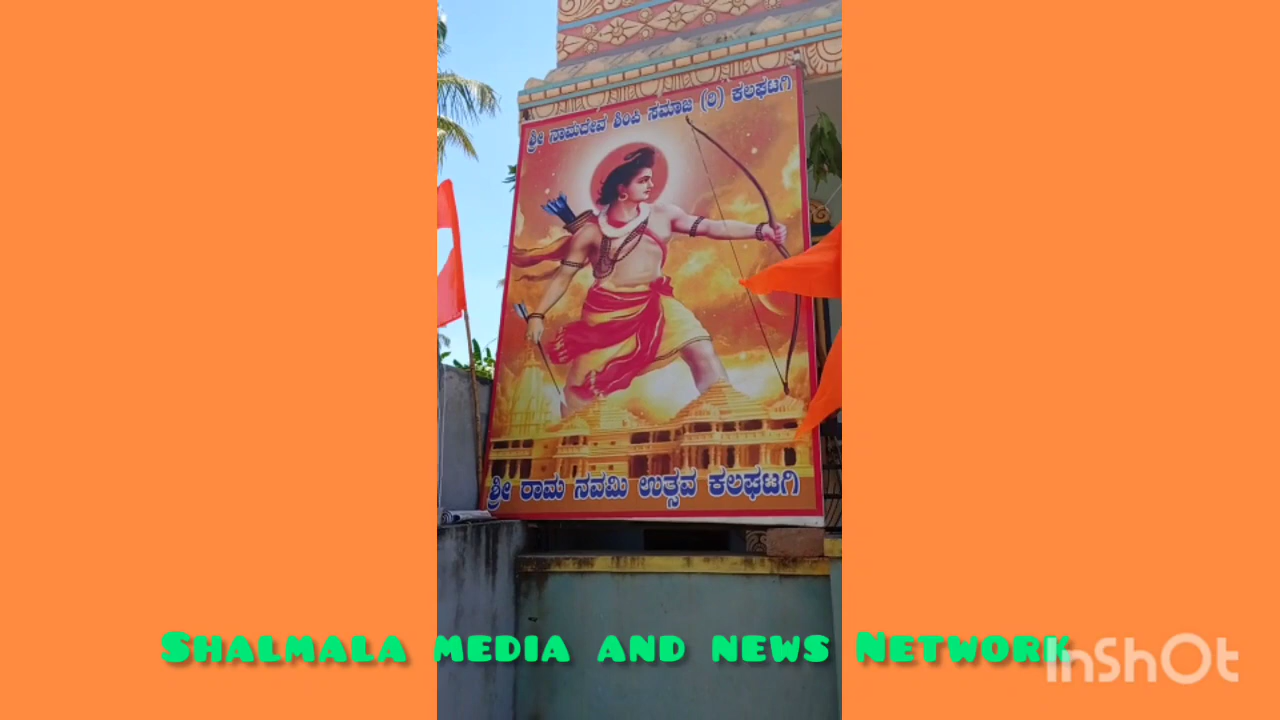 ಶ್ರೀ ನಾಮದೇವ ಶಿಂಪಿ ಸಮಾಜ (ರಿ) ಕಲಘಟಗಿ
ಶ್ರೀ ರಾಮ ನವಮಿ ಉತ್ಸವ ಕಲಘಟಗಿ
Shalmala media and news Network
InShOt